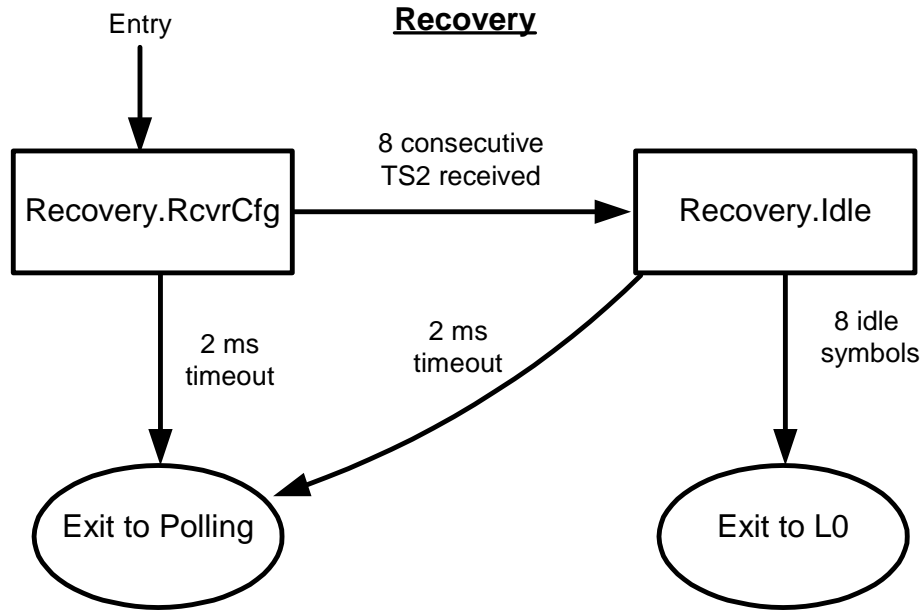 Recovery
Entry
8 consecutive
TS2 received
Recovery.RcvrCfg
Recovery.Idle
2 ms
timeout
2 ms
timeout
8 idle
symbols
Exit to Polling
Exit to L0